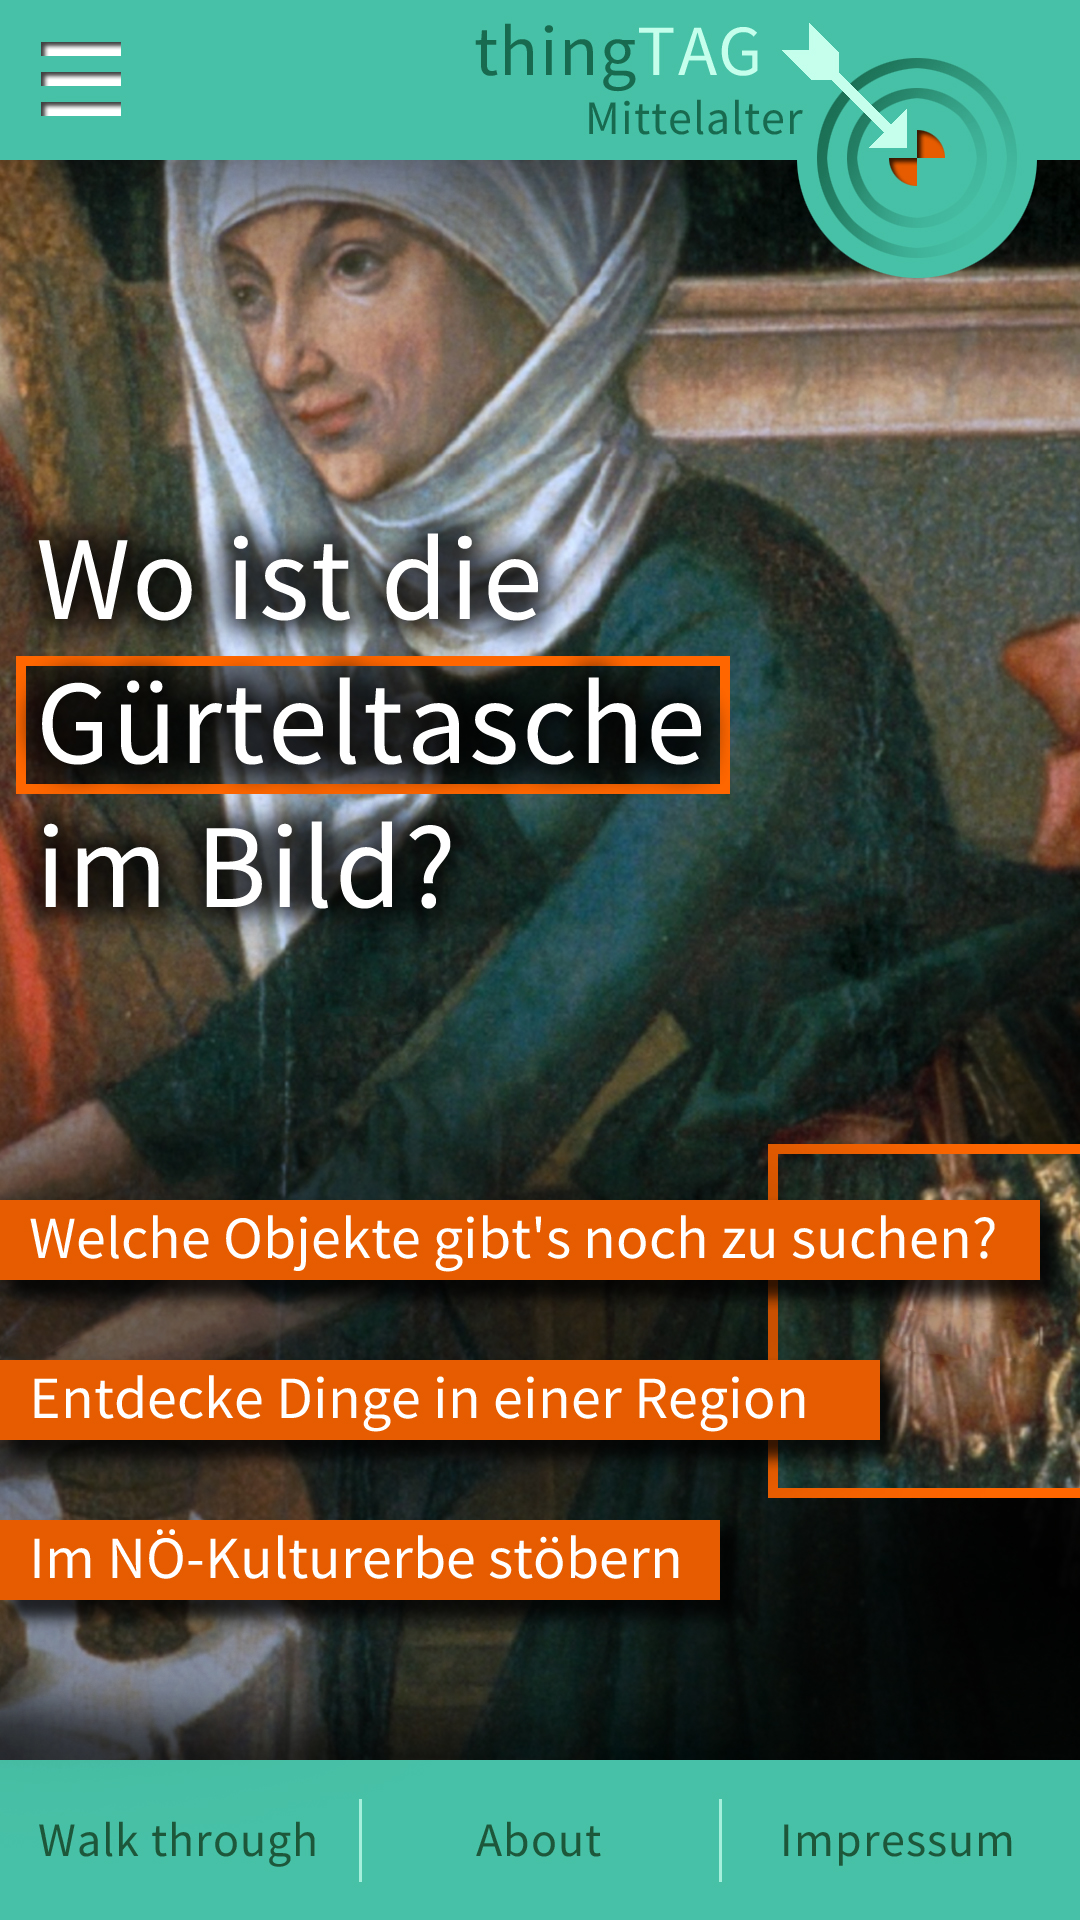 thingTAG
Mittelalter
Wo ist die
Gürteltasche
im Bild?
Welche Objekte gibt's noch zu suchen?
Entdecke Dinge in einer Region
Im NÖ-Kulturerbe stöbern
Walk through
About
Impressum